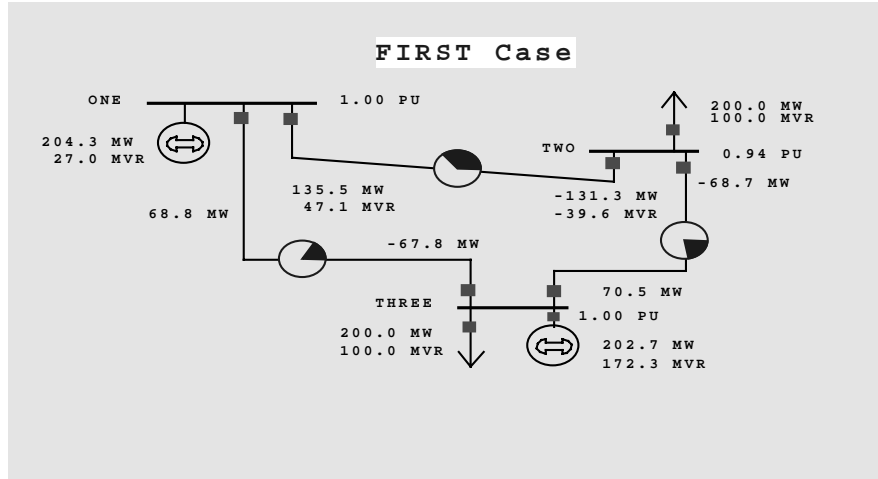 FIRST Case
ONE
1.00 PU
204.3 MW
27.0 MVR
200.0 MW
100.0 MVR
TWO
0.94 PU
-68.7 MW
135.5 MW
47.1 MVR
-131.3 MW
-39.6 MVR
68.8 MW
-67.8 MW
70.5 MW
THREE
1.00 PU
200.0 MW
100.0 MVR
202.7 MW
172.3 MVR